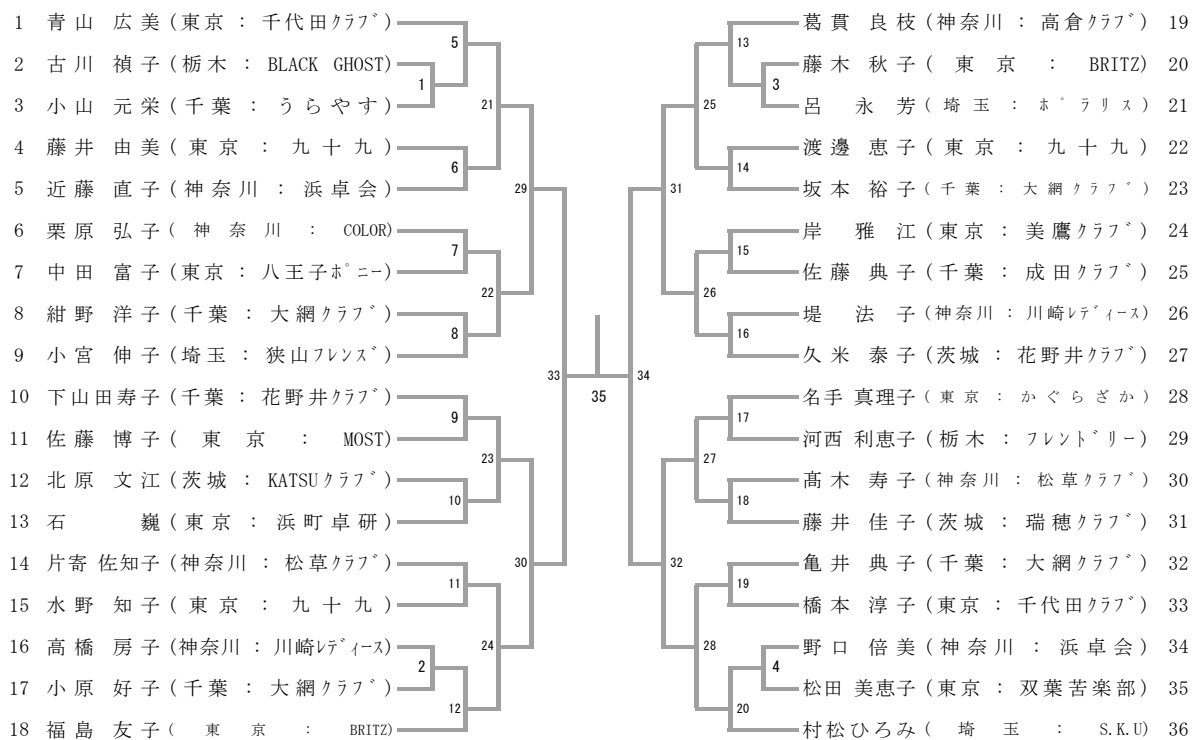 1 青山 広美 (東京 : 千代田クラブ)
2 古川 禎子 (栃木 : BLACK GHOST)
3 小山 元栄 (千葉 : うらやす)
4 藤井 由美 (東京 : 九十九)
5 近藤 直子 (神奈川 : 浜卓会)
6 栗原 弘子 (神奈川 : COLOR)
7 中田 富子 (東京 : 八王子ポニー)
8 紺野 洋子 (千葉 : 大網クラブ)
9 小宮 伸子 (埼玉 : 狭山フレンズ)
10 下山田寿子 (千葉 : 花野井クラブ)
11 佐藤 博子 (東京 : MOST)
12 北原 文江 (茨城 : KATSUクラブ)
13 石 巍 (東京 : 浜町卓研)
14 片寄 佐知子 (神奈川 : 松草クラブ)
15 水野 知子 (東京 : 九十九)
16 高橋 房子 (神奈川 : 川崎レディース)
17 小原 好子 (千葉 : 大網クラブ)
18 福島 友子 (東京 : BRITZ)
5
1
6
7
8
9
10
11
2
12
21
22
23
24
29
30
33
35
34
31
32
25
26
27
28
13
3
14
15
16
17
18
19
4
20
葛貫 良枝 (神奈川 : 高倉クラブ) 19
藤木 秋子 (東京 : BRITZ) 20
呂 永芳 (埼玉 : ポラリス) 21
渡邊 恵子 (東京 : 九十九) 22
坂本 裕子 (千葉 : 大網クラブ) 23
岸 雅江 (東京 : 美鷹クラブ) 24
佐藤 典子 (千葉 : 成田クラブ) 25
堤 法子 (神奈川 : 川崎レディース) 26
久米 泰子 (茨城 : 花野井クラブ) 27
名手 真理子 (東京 : かぐらざか) 28
河西 利恵子 (栃木 : フレンドリー) 29
髙木 寿子 (神奈川 : 松草クラブ) 30
藤井 佳子 (茨城 : 瑞穂クラブ) 31
亀井 典子 (千葉 : 大網クラブ) 32
橋本 淳子 (東京 : 千代田クラブ) 33
野口 倍美 (神奈川 : 浜卓会) 34
松田 美恵子 (東京 : 双葉苦楽部) 35
村松ひろみ (埼玉 : S.K.U) 36